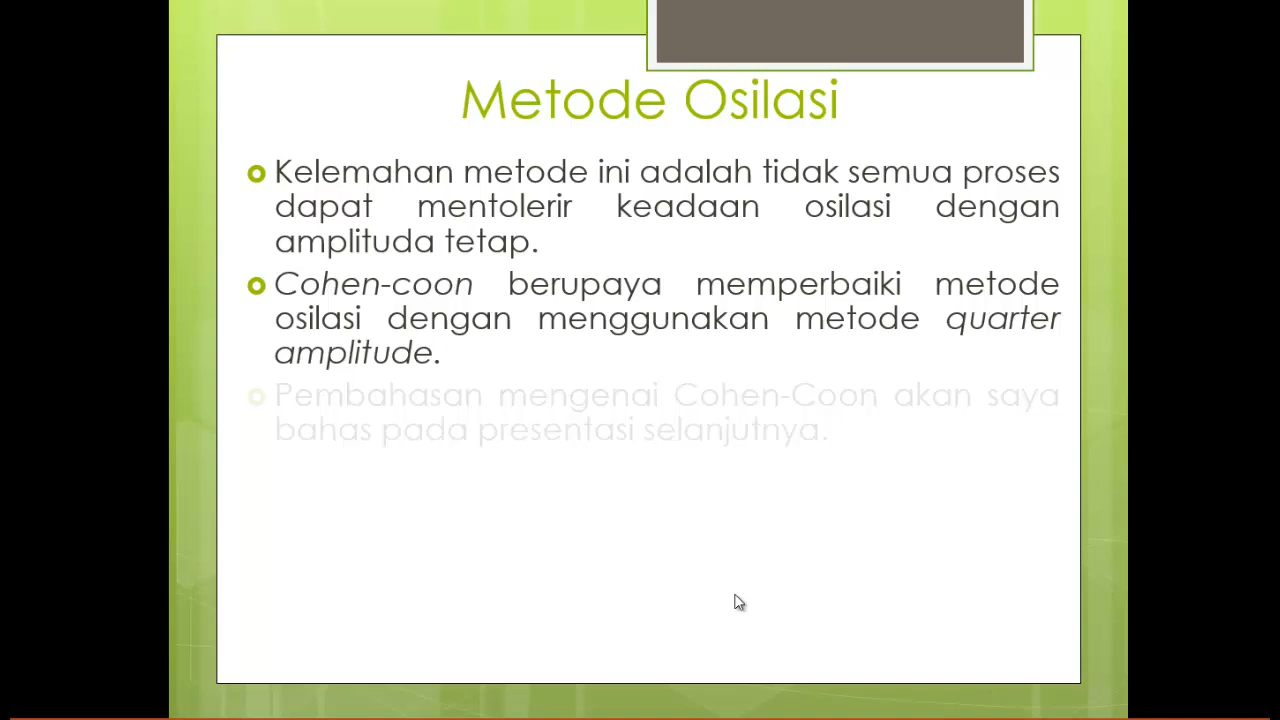 Metode Osilasi
Kelemahan metode ini adalah tidak semua proses
dapat mentolerir keadaan osilasi dengan
amplituda tetap.
Cohen-coon berupaya memperbaiki metode
osilasi dengan menggunakan metode quarter
amplitude.
Pembahasan mengenai Cohen-Coon akan saya
bahas pada presentasi selanjutnya.